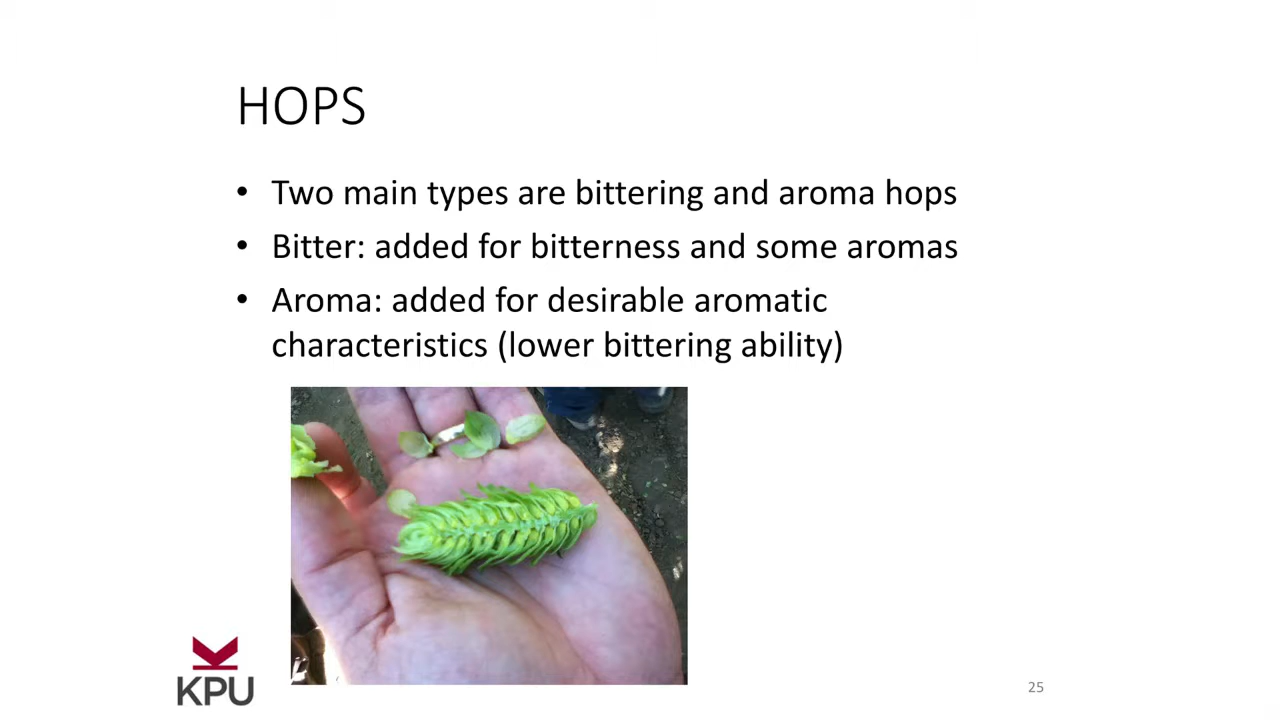 HOPS
• Two main types are bittering and aroma hops
• Bitter: added for bitterness and some aromas
• Aroma: added for desirable aromatic
characteristics (lower bittering ability)
KPU
25